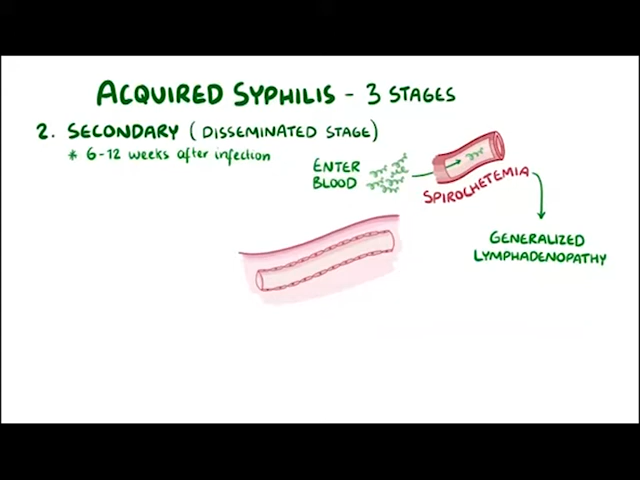 ACQUIRED SYPHILIS - 3 STAGES
2. SECONDARY (DISSEMINATED STAGE)
* 6-12 weeks after infection
ENTER
BLOOD
SPIROCHETEMIA
GENERALIZED
LYMPHADENOPATHY